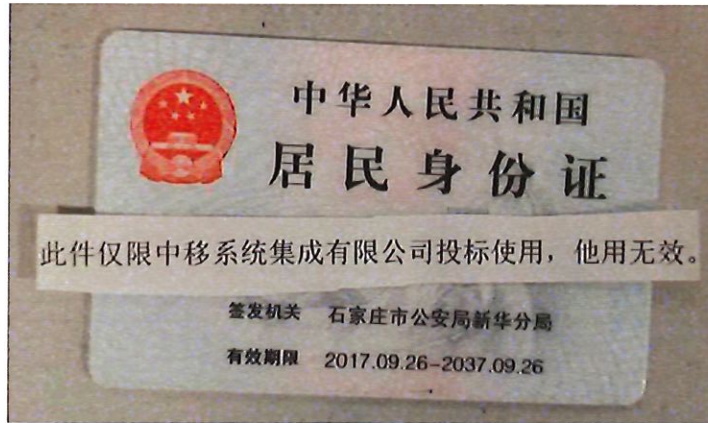 中华人民共和国
居民身份证
此件仅限中移系统集成有限公司投标使用，他用无效。
签发机关 石家庄市公安局新华分局
有效期限 2017.09.26-2037.09.26